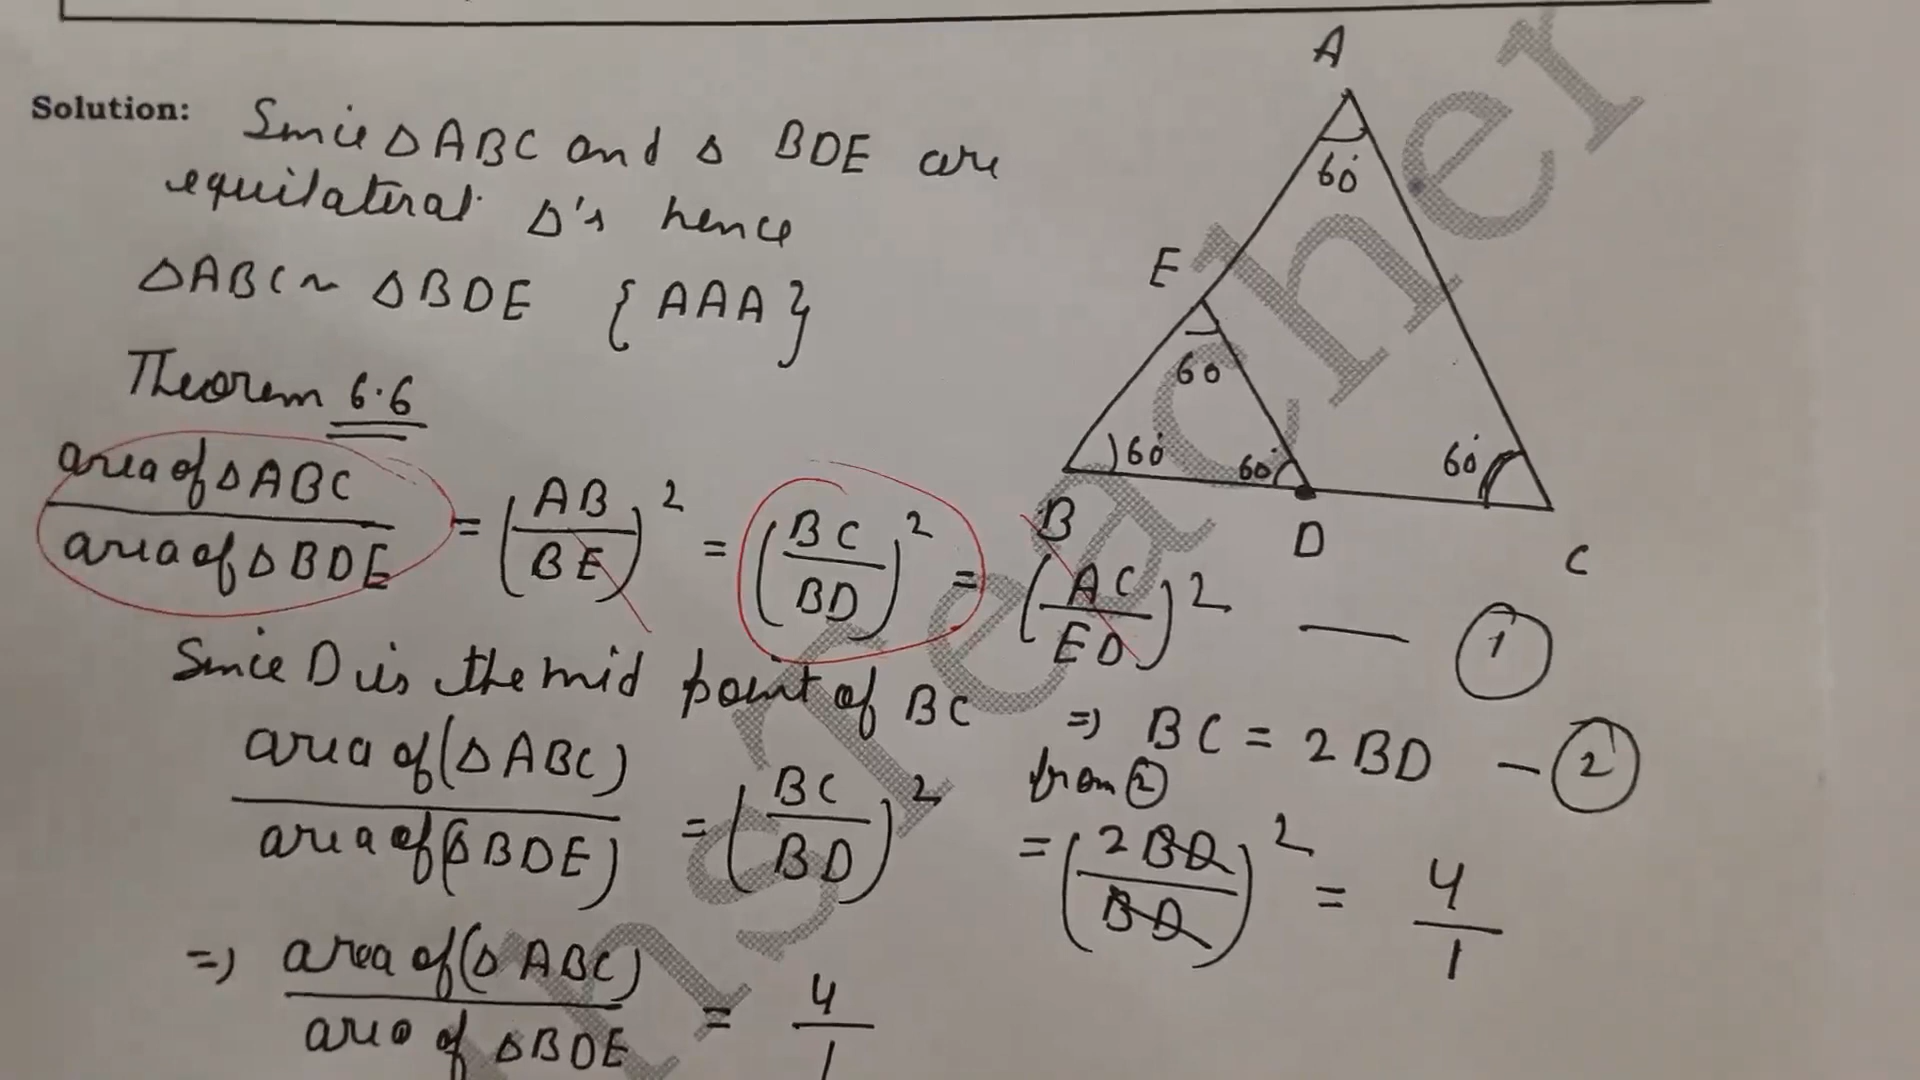 Solution: Since △ABC and △ BDE are
equilateral △'s hence
△ABC ~ △BDE {AAA}
Theorem 6.6
area of △ABC / area of △BDE = (AB / BE)² = (BC / BD)² = (AC / ED)² — ①
Since D is the mid point of BC ⇒ BC = 2BD — ②
from ②
area of (△ABC) / area of (△BDE) = (BC / BD)² = (2BD / BD)² = 4 / 1
⇒ area of (△ABC) / area of △BDE = 4 / 1
A
60°
E
60
60°
60°
60°
B
D
C